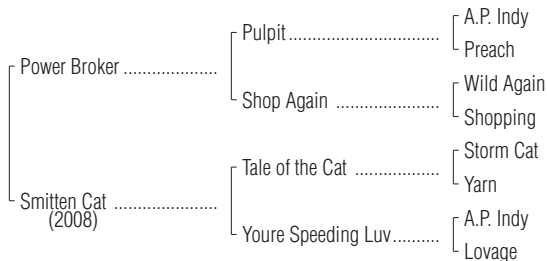 A.P. Indy
Pulpit....................................
Preach
Power Broker ......................
Wild Again
Shop Again ........................
Shopping
Storm Cat
Tale of the Cat ....................
Yarn
Smitten Cat ........................
(2008)
A.P. Indy
Youre Speeding Luv...........
Lovage